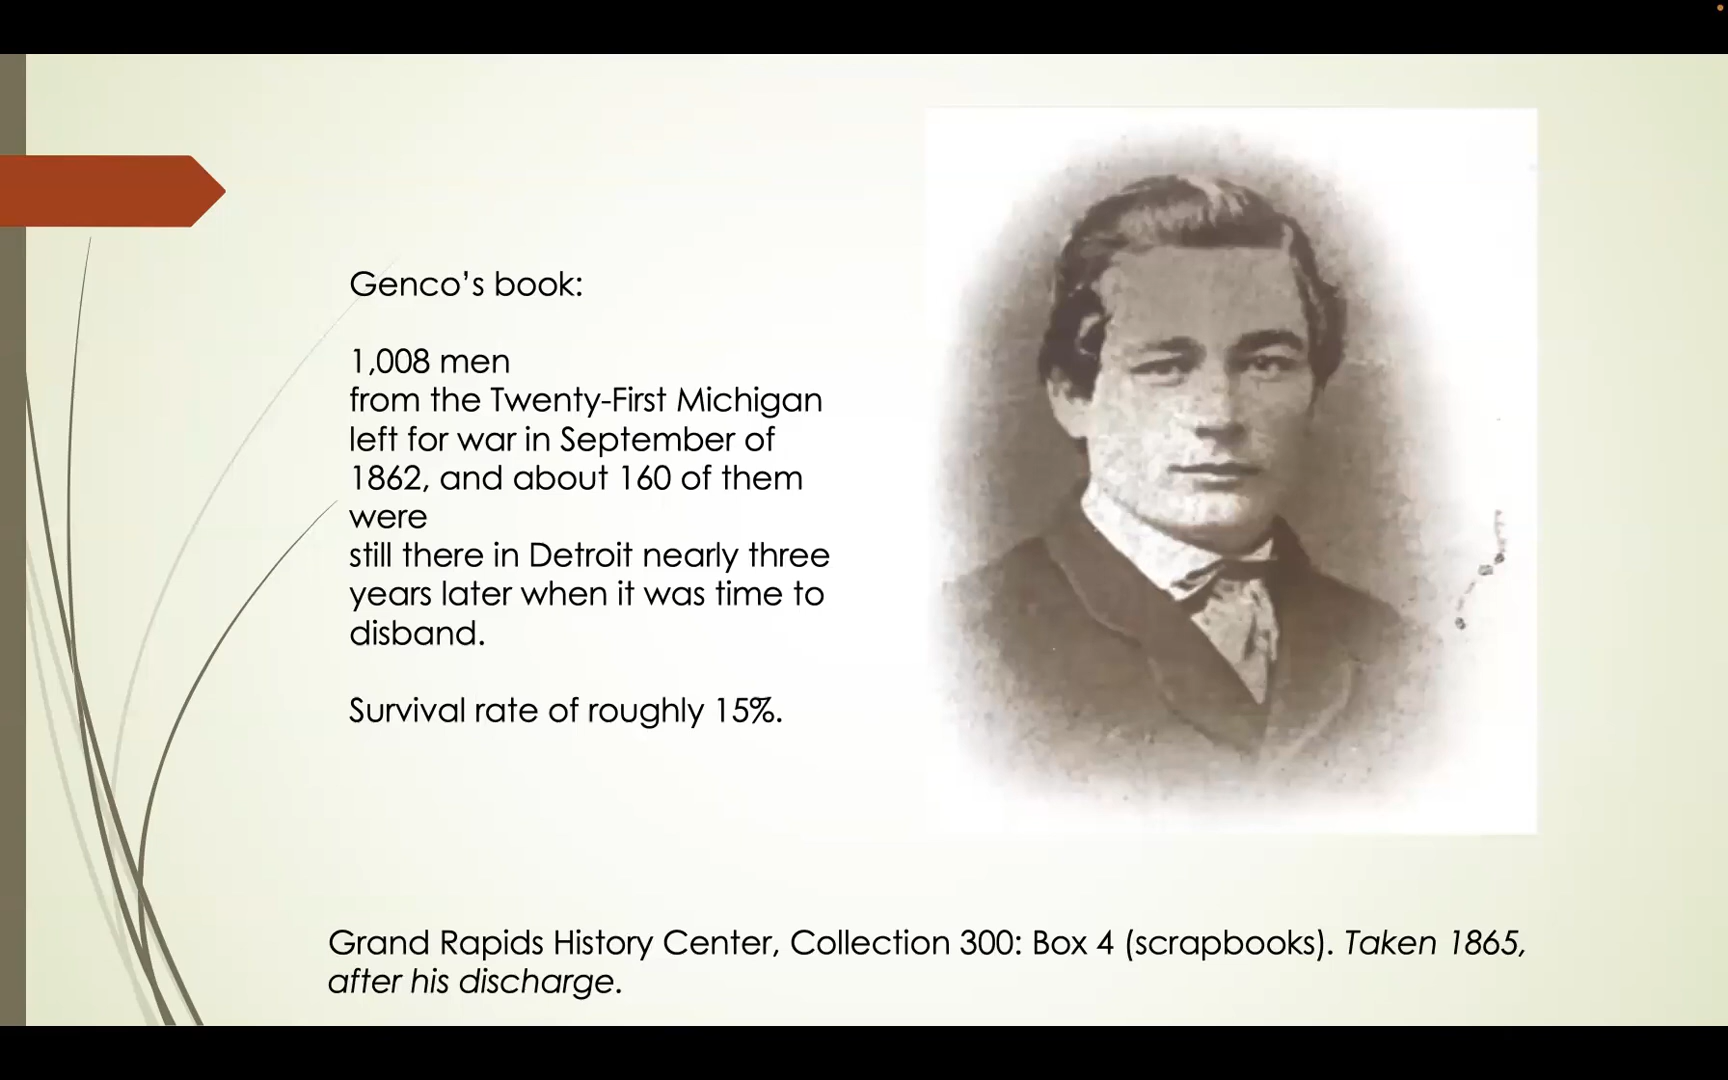 Genco’s book:
1,008 men
from the Twenty-First Michigan
left for war in September of
1862, and about 160 of them
were
still there in Detroit nearly three
years later when it was time to
disband.
Survival rate of roughly 15%.
Grand Rapids History Center, Collection 300: Box 4 (scrapbooks). Taken 1865,
after his discharge.